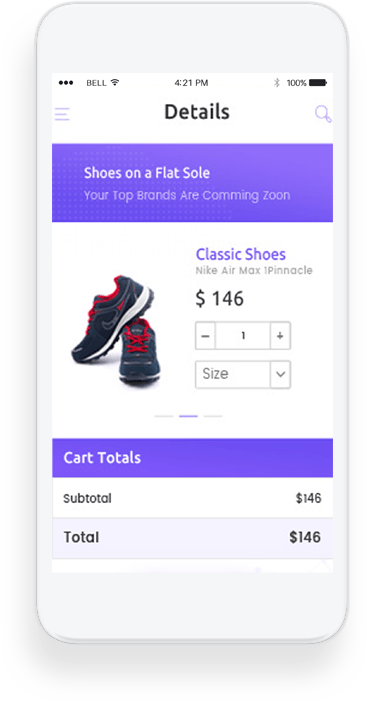 BELL 4:21 PM 100%
Details
Shoes on a Flat Sole
Your Top Brands Are Comming Zoon
Classic Shoes
Nike Air Max 1Pinnacle
$ 146
− 1 +
Size
Cart Totals
Subtotal $146
Total $146